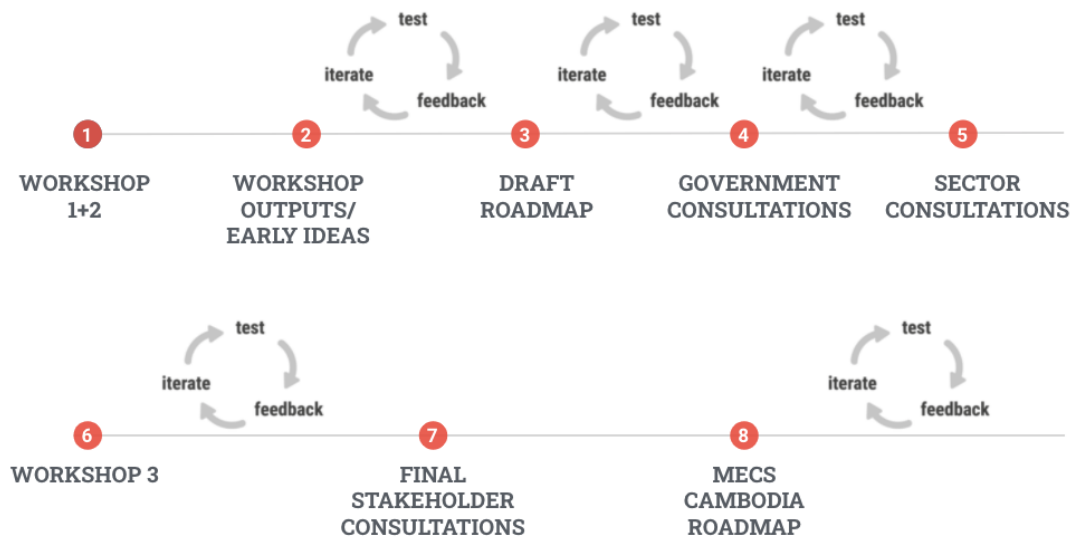 test
iterate
feedback
test
iterate
feedback
test
iterate
feedback
1
2
3
4
5
WORKSHOP
1+2
WORKSHOP
OUTPUTS/
EARLY IDEAS
DRAFT
ROADMAP
GOVERNMENT
CONSULTATIONS
SECTOR
CONSULTATIONS
test
iterate
feedback
test
iterate
feedback
6
7
8
WORKSHOP 3
FINAL
STAKEHOLDER
CONSULTATIONS
MECS
CAMBODIA
ROADMAP